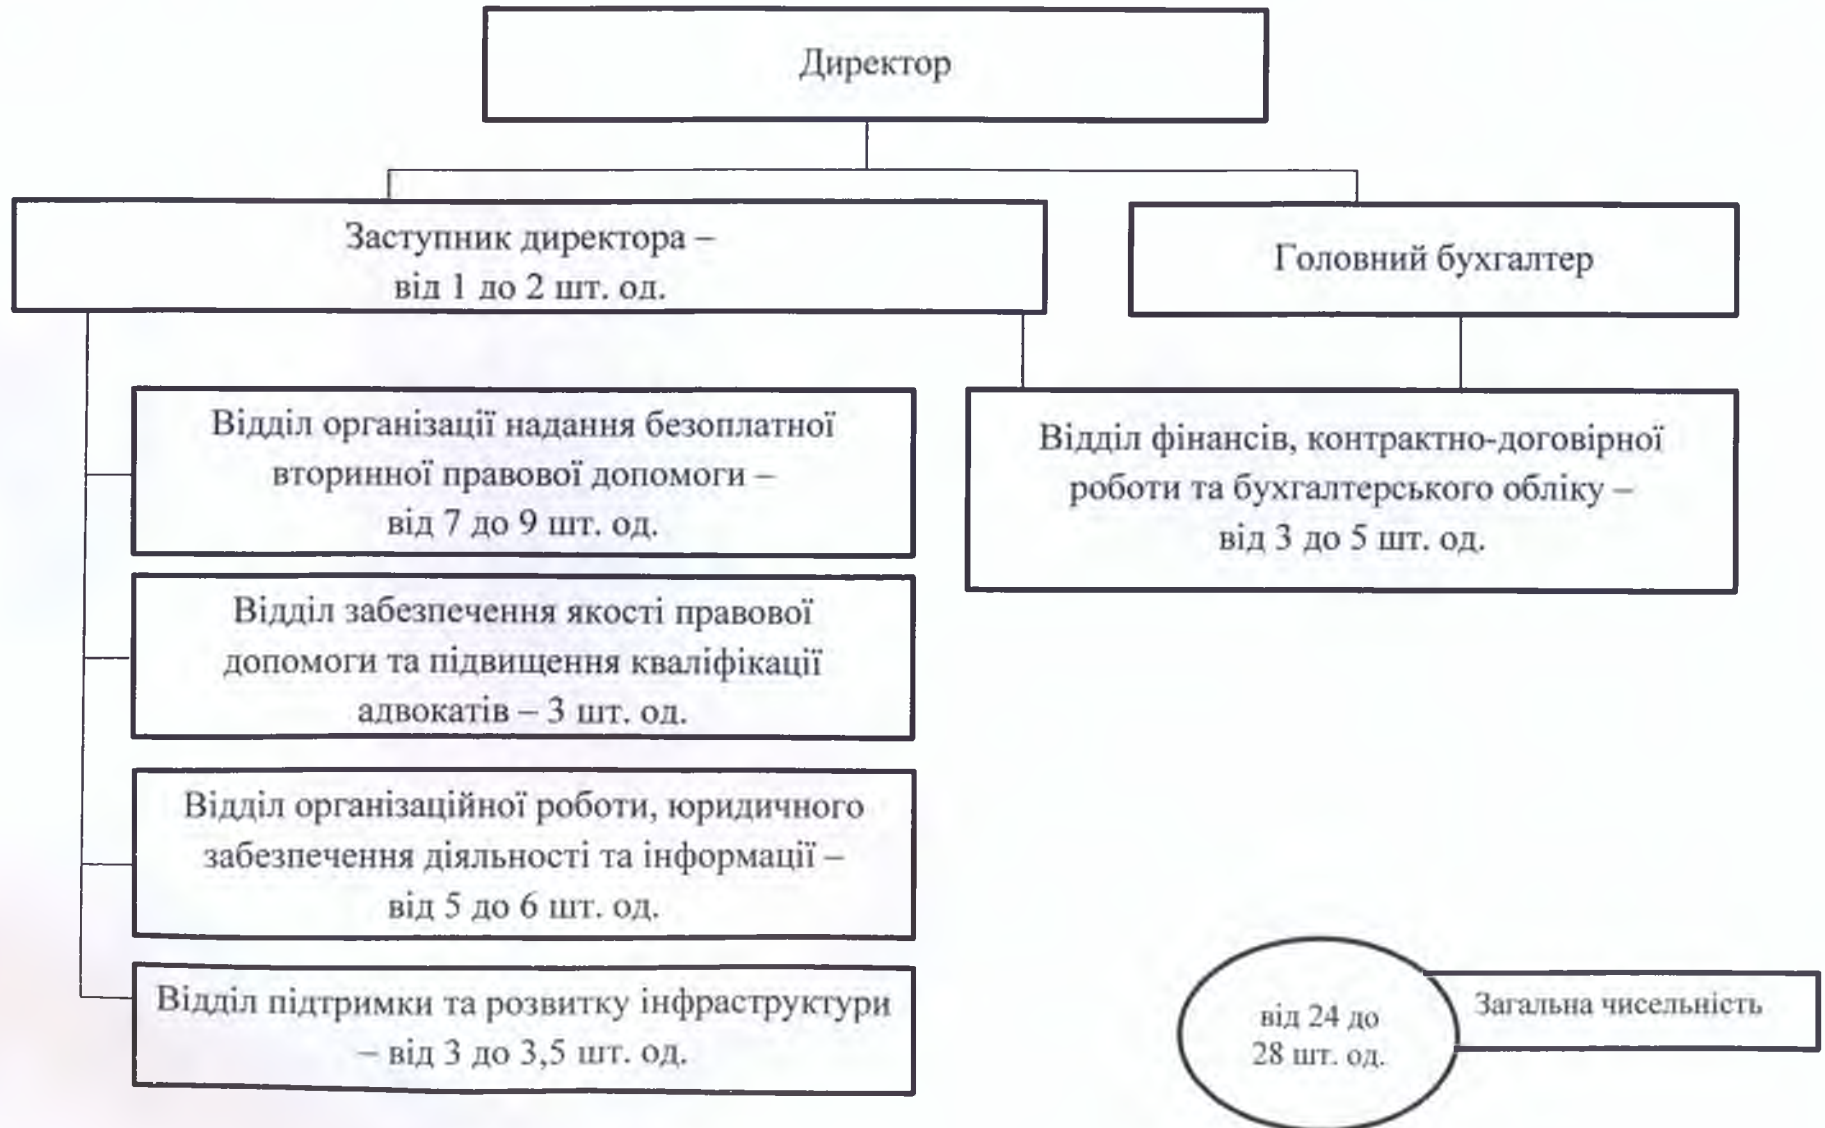 Директор
Заступник директора –
від 1 до 2 шт. од.
Головний бухгалтер
Відділ організації надання безоплатної
вторинної правової допомоги –
від 7 до 9 шт. од.
Відділ фінансів, контрактно-договірної
роботи та бухгалтерського обліку –
від 3 до 5 шт. од.
Відділ забезпечення якості правової
допомоги та підвищення кваліфікації
адвокатів – 3 шт. од.
Відділ організаційної роботи, юридичного
забезпечення діяльності та інформації –
від 5 до 6 шт. од.
Відділ підтримки та розвитку інфраструктури
– від 3 до 3,5 шт. од.
від 24 до
28 шт. од.
Загальна чисельність